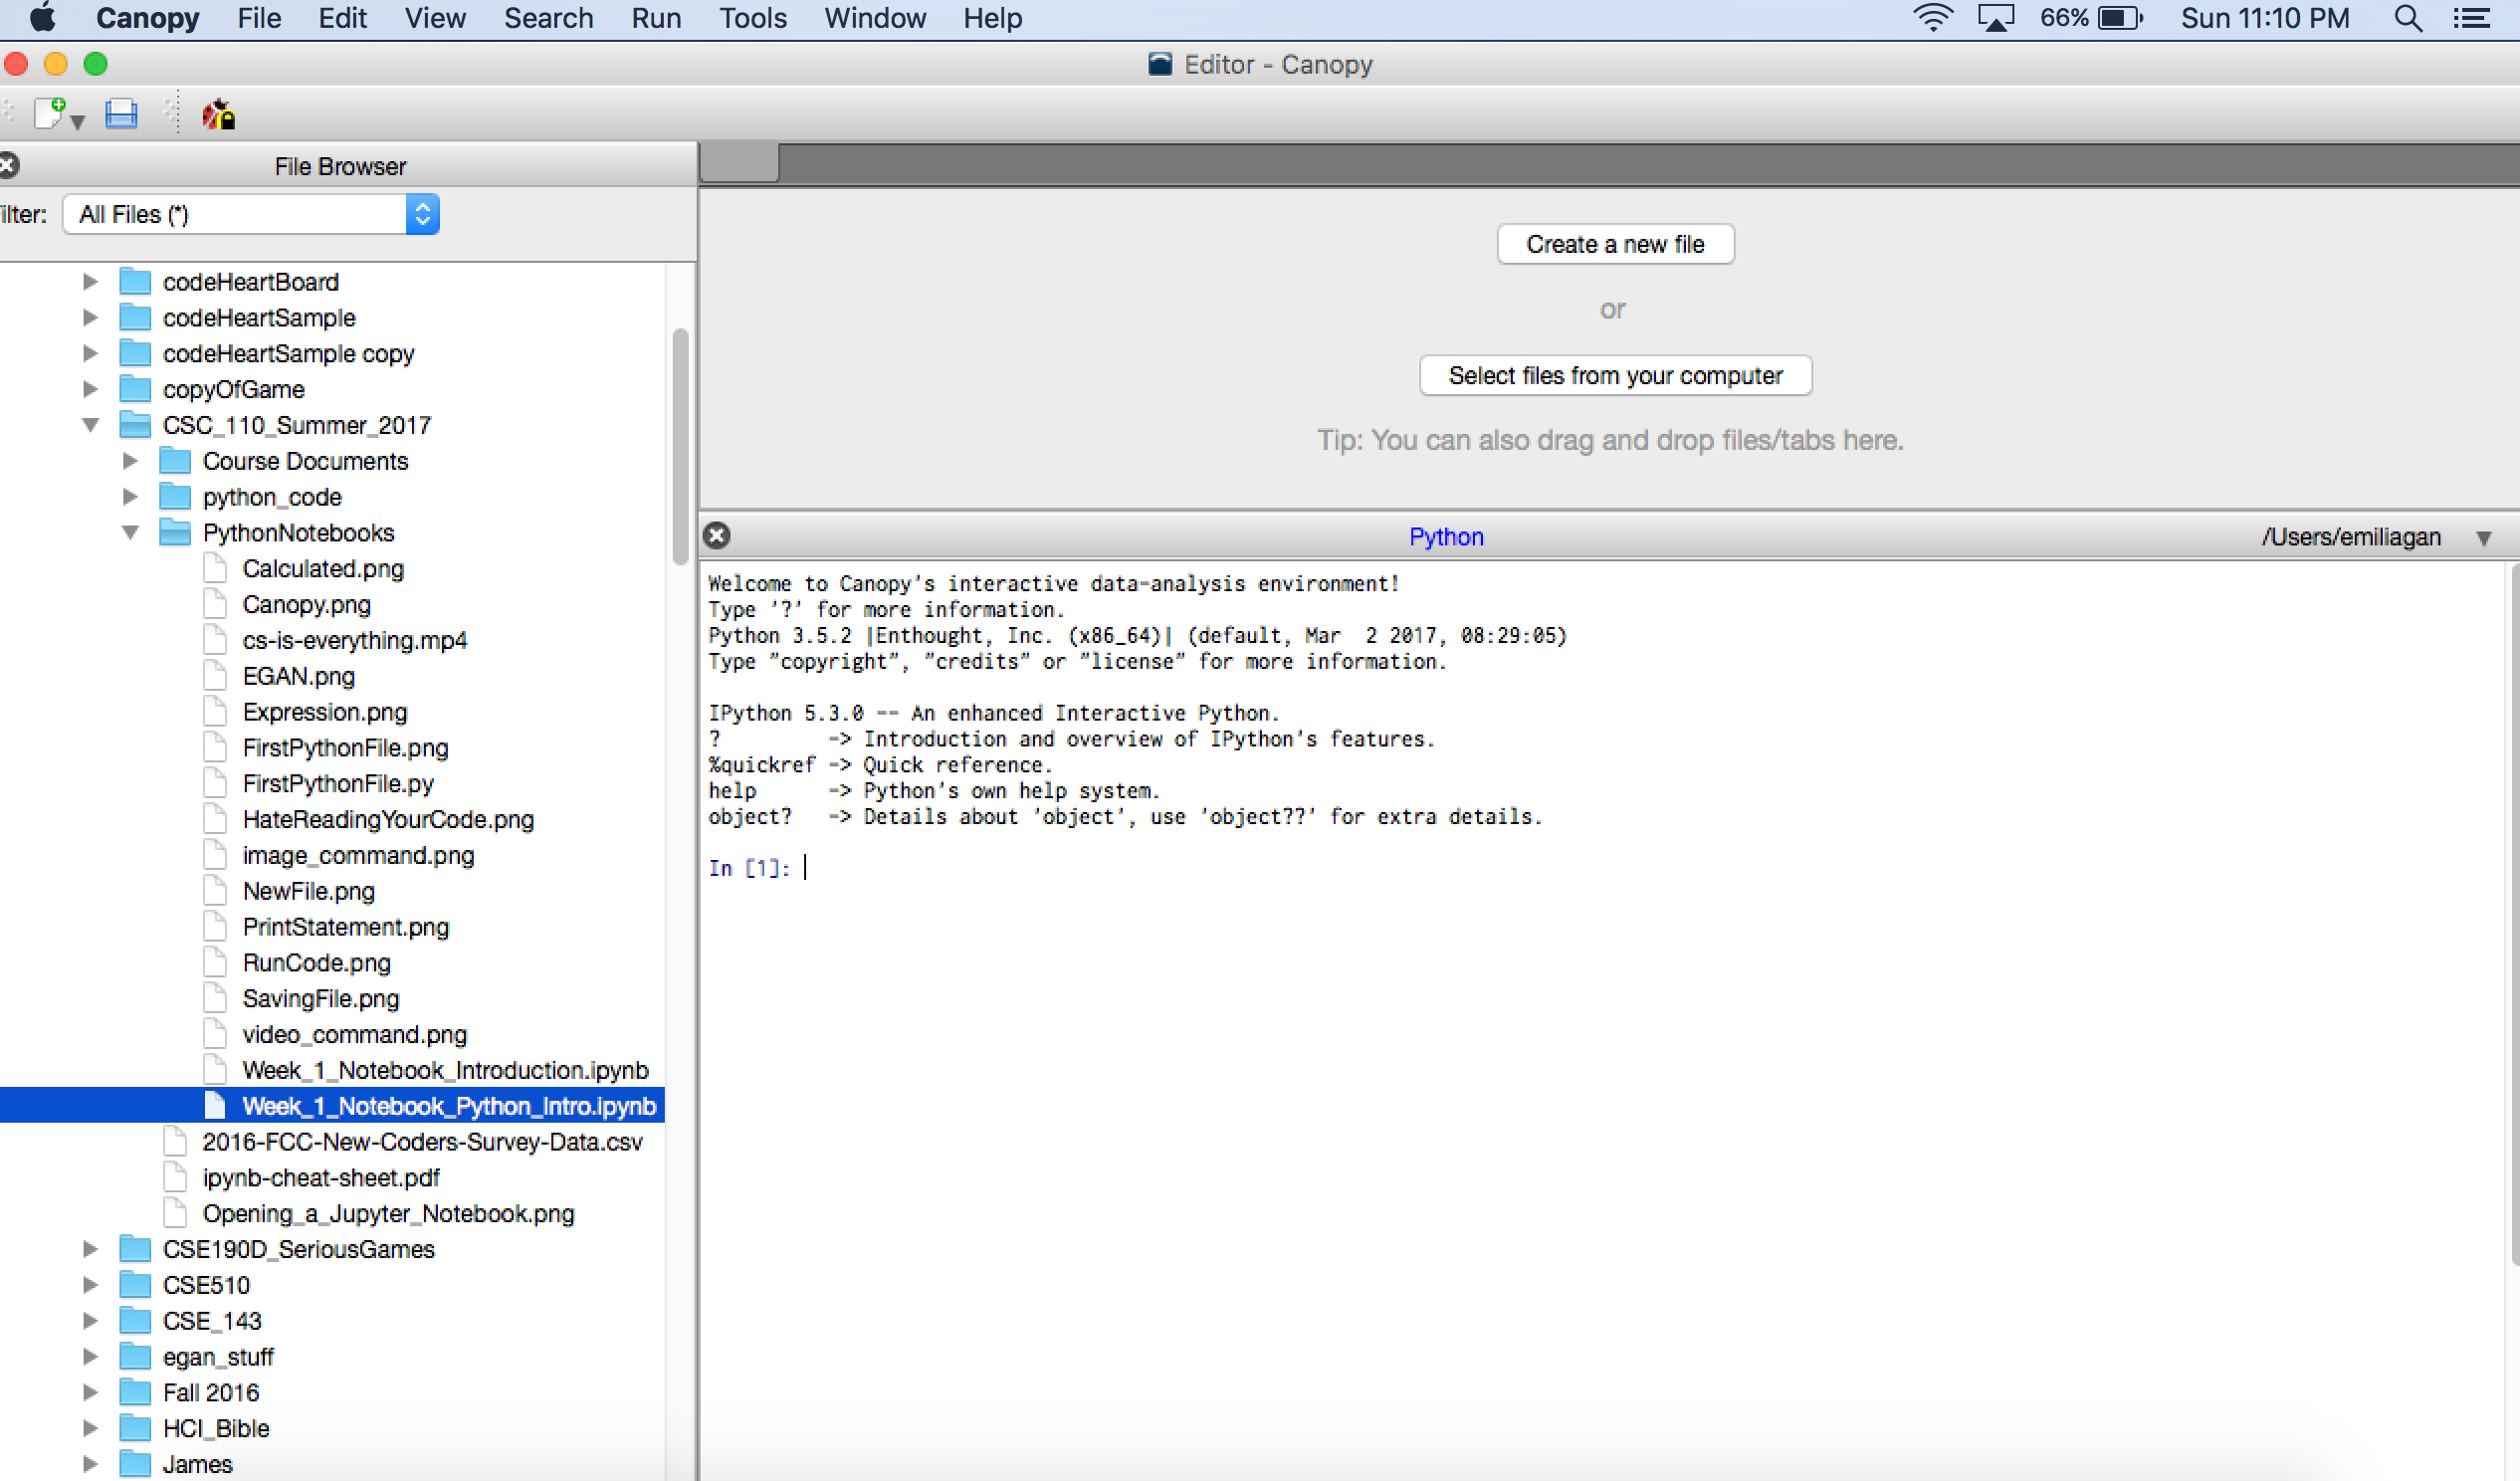 Canopy File Edit View Search Run Tools Window Help 66% Sun 11:10 PM
Editor - Canopy
File Browser
ilter: All Files (*)
codeHeartBoard
codeHeartSample
codeHeartSample copy
copyOfGame
CSC_110_Summer_2017
Course Documents
python_code
PythonNotebooks
Calculated.png
Canopy.png
cs-is-everything.mp4
EGAN.png
Expression.png
FirstPythonFile.png
FirstPythonFile.py
HateReadingYourCode.png
image_command.png
NewFile.png
PrintStatement.png
RunCode.png
SavingFile.png
video_command.png
Week_1_Notebook_Introduction.ipynb
Week_1_Notebook_Python_Intro.ipynb
2016-FCC-New-Coders-Survey-Data.csv
ipynb-cheat-sheet.pdf
Opening_a_Jupyter_Notebook.png
CSE190D_SeriousGames
CSE510
CSE_143
egan_stuff
Fall 2016
HCI_Bible
James
Create a new file
or
Select files from your computer
Tip: You can also drag and drop files/tabs here.
Python /Users/emiliagan
Welcome to Canopy's interactive data-analysis environment!
Type '?' for more information.
Python 3.5.2 |Enthought, Inc. (x86_64)| (default, Mar  2 2017, 08:29:05)
Type "copyright", "credits" or "license" for more information.
IPython 5.3.0 -- An enhanced Interactive Python.
?         -> Introduction and overview of IPython's features.
%quickref -> Quick reference.
help      -> Python's own help system.
object?   -> Details about 'object', use 'object??' for extra details.
In [1]: